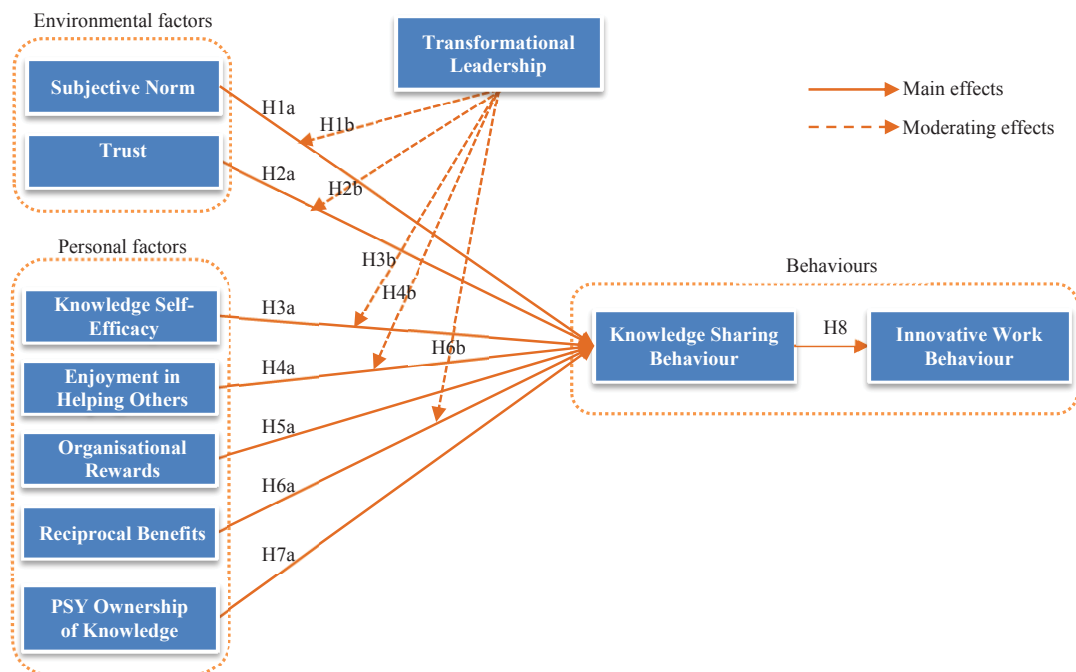 Environmental factors
Subjective Norm
Trust
Transformational
Leadership
Main effects
Moderating effects
H1a
H1b
H2a
H2b
Personal factors
H3b
H4b
Behaviours
Knowledge Self-
Efficacy
H3a
Enjoyment in
Helping Others
H4a
H6b
Knowledge Sharing
Behaviour
H8
Innovative Work
Behaviour
Organisational
Rewards
H5a
Reciprocal Benefits
H6a
PSY Ownership
of Knowledge
H7a